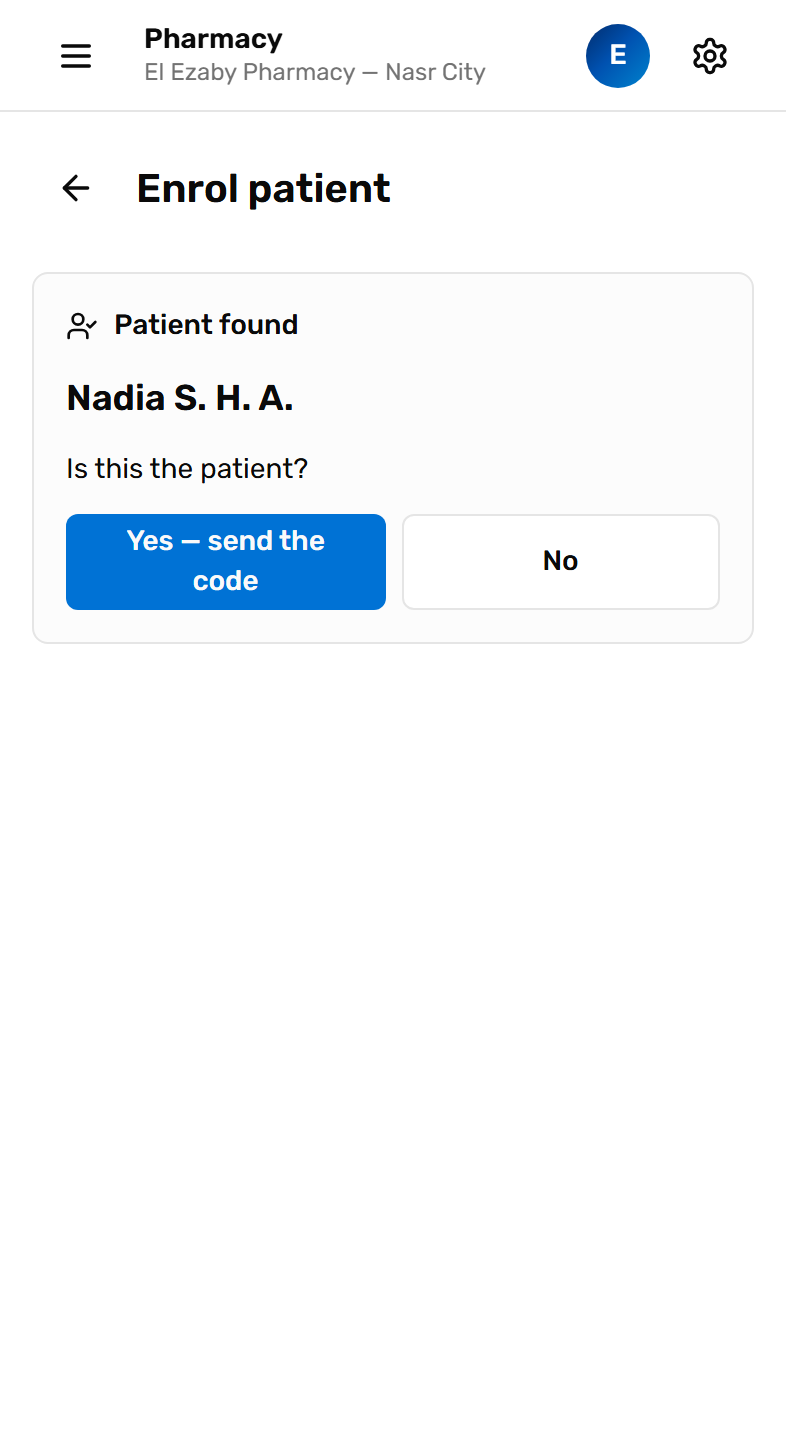 Pharmacy
El Ezaby Pharmacy — Nasr City
E
Enrol patient
Patient found
Nadia S. H. A.
Is this the patient?
Yes — send the
code
No